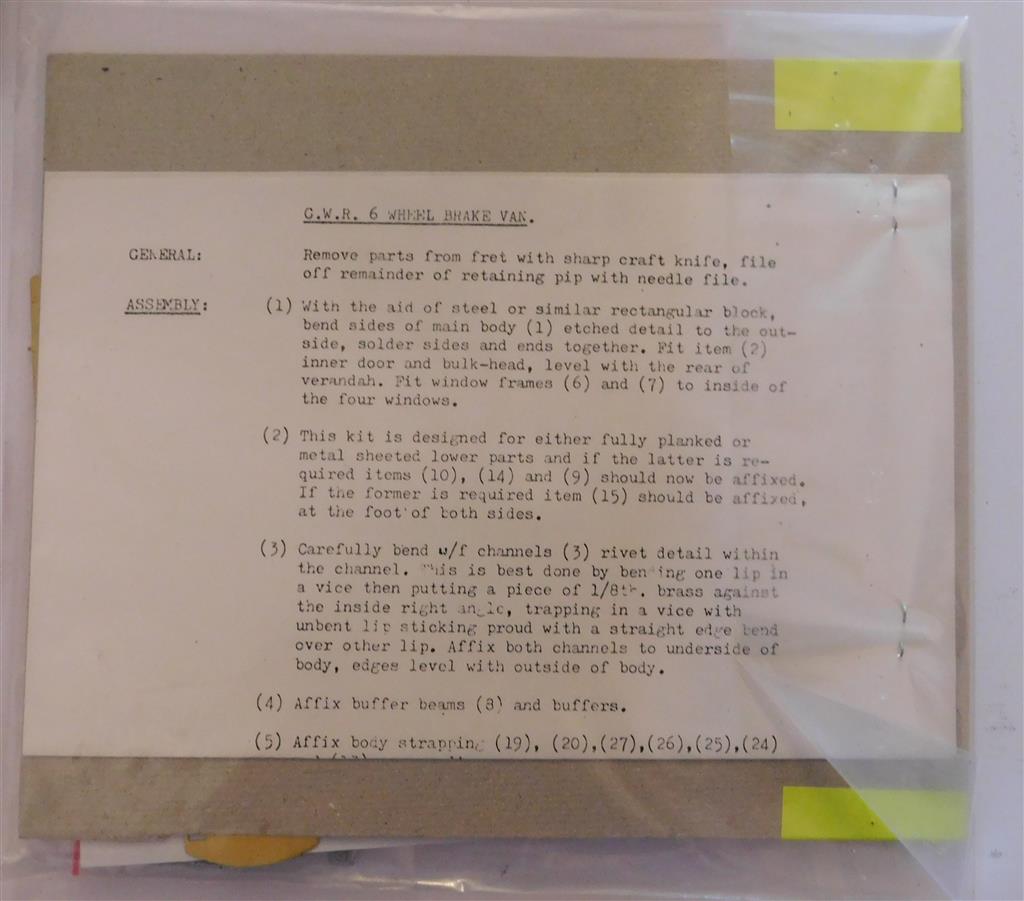 G.W.R. 6 WHEEL BRAKE VAN.
GENERAL: Remove parts from fret with sharp craft knife, file
off remainder of retaining pip with needle file.
ASSEMBLY: (1) With the aid of steel or similar rectangular block,
bend sides of main body (1) etched detail to the out-
side, solder sides and ends together. Fit item (2)
inner door and bulk-head, level with the rear of
verandah. Fit window frames (6) and (7) to inside of
the four windows.
(2) This kit is designed for either fully planked or
metal sheeted lower parts and if the latter is re-
quired items (10), (14) and (9) should now be affixed.
If the former is required item (15) should be affixed,
at the foot of both sides.
(3) Carefully bend w/f channels (3) rivet detail within
the channel. This is best done by bending one lip in
a vice then putting a piece of 1/8th. brass against
the inside right angle, trapping in a vice with
unbent lip sticking proud with a straight edge bend
over other lip. Affix both channels to underside of
body, edges level with outside of body.
(4) Affix buffer beams (8) and buffers.
(5) Affix body strapping (19), (20),(27),(26),(25),(24)